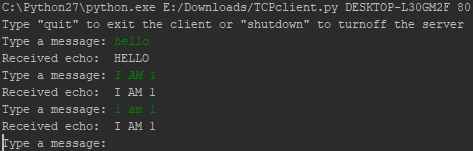 C:\Python27\python.exe E:/Downloads/TCPclient.py DESKTOP-L30GM2F 80
Type "quit" to exit the client or "shutdown" to turnoff the server
Type a message: hello
Received echo:  HELLO
Type a message: I AM 1
Received echo:  I AM 1
Type a message: i am 1
Received echo:  I AM 1
Type a message: